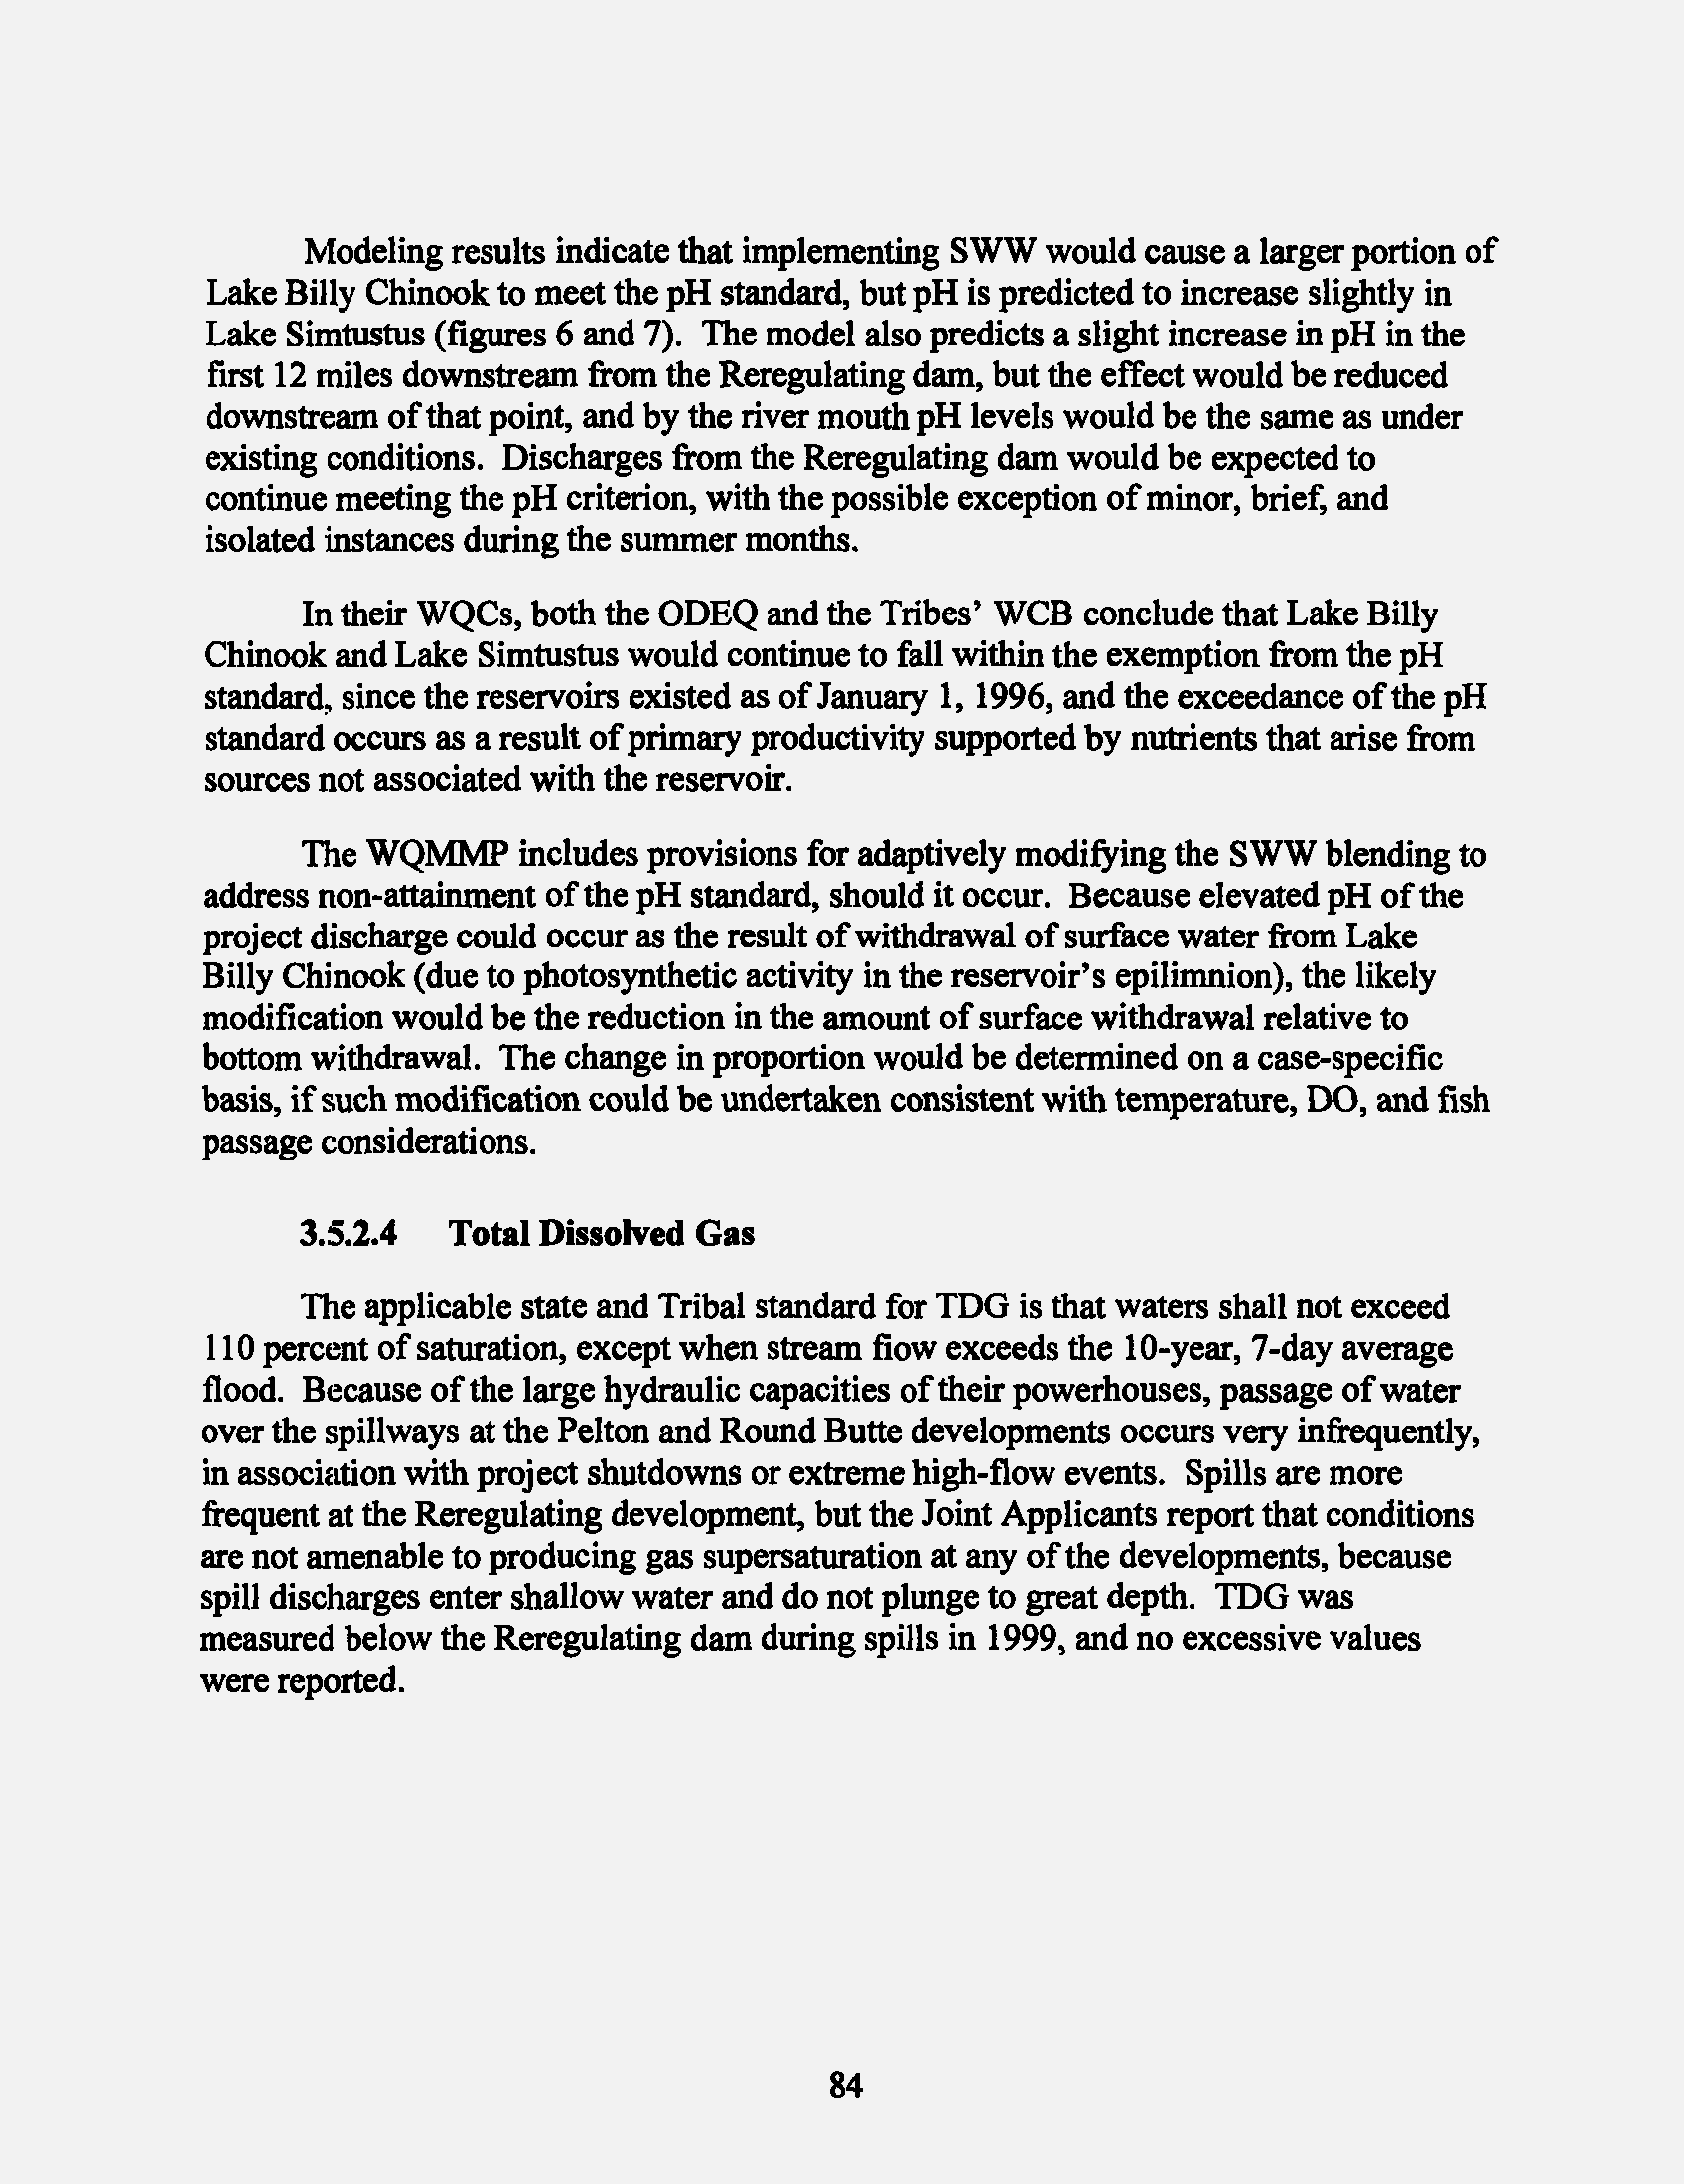 Modeling results indicate that implementing SWW would cause a larger portion of
Lake Billy Chinook to meet the pH standard, but pH is predicted to increase slightly in
Lake Simtustus (figures 6 and 7). The model also predicts a slight increase in pH in the
first 12 miles downstream from the Reregulating dam, but the effect would be reduced
downstream of that point, and by the river mouth pH levels would be the same as under
existing conditions. Discharges from the Reregulating dam would be expected to
continue meeting the pH criterion, with the possible exception of minor, brief, and
isolated instances during the summer months.
In their WQCs, both the ODEQ and the Tribes' WCB conclude that Lake Billy
Chinook and Lake Simtustus would continue to fall within the exemption from the pH
standard, since the reservoirs existed as of January 1, 1996, and the exceedance of the pH
standard occurs as a result of primary productivity supported by nutrients that arise from
sources not associated with the reservoir.
The WQMMP includes provisions for adaptively modifying the SWW blending to
address non-attainment of the pH standard, should it occur. Because elevated pH of the
project discharge could occur as the result of withdrawal of surface water from Lake
Billy Chinook (due to photosynthetic activity in the reservoir's epilimnion), the likely
modification would be the reduction in the amount of surface withdrawal relative to
bottom withdrawal. The change in proportion would be determined on a case-specific
basis, if such modification could be undertaken consistent with temperature, DO, and fish
passage considerations.
3.5.2.4 Total Dissolved Gas
The applicable state and Tribal standard for TDG is that waters shall not exceed
110 percent of saturation, except when stream flow exceeds the 10-year, 7-day average
flood. Because of the large hydraulic capacities of their powerhouses, passage of water
over the spillways at the Pelton and Round Butte developments occurs very infrequently,
in association with project shutdowns or extreme high-flow events. Spills are more
frequent at the Reregulating development, but the Joint Applicants report that conditions
are not amenable to producing gas supersaturation at any of the developments, because
spill discharges enter shallow water and do not plunge to great depth. TDG was
measured below the Reregulating dam during spills in 1999, and no excessive values
were reported.
84